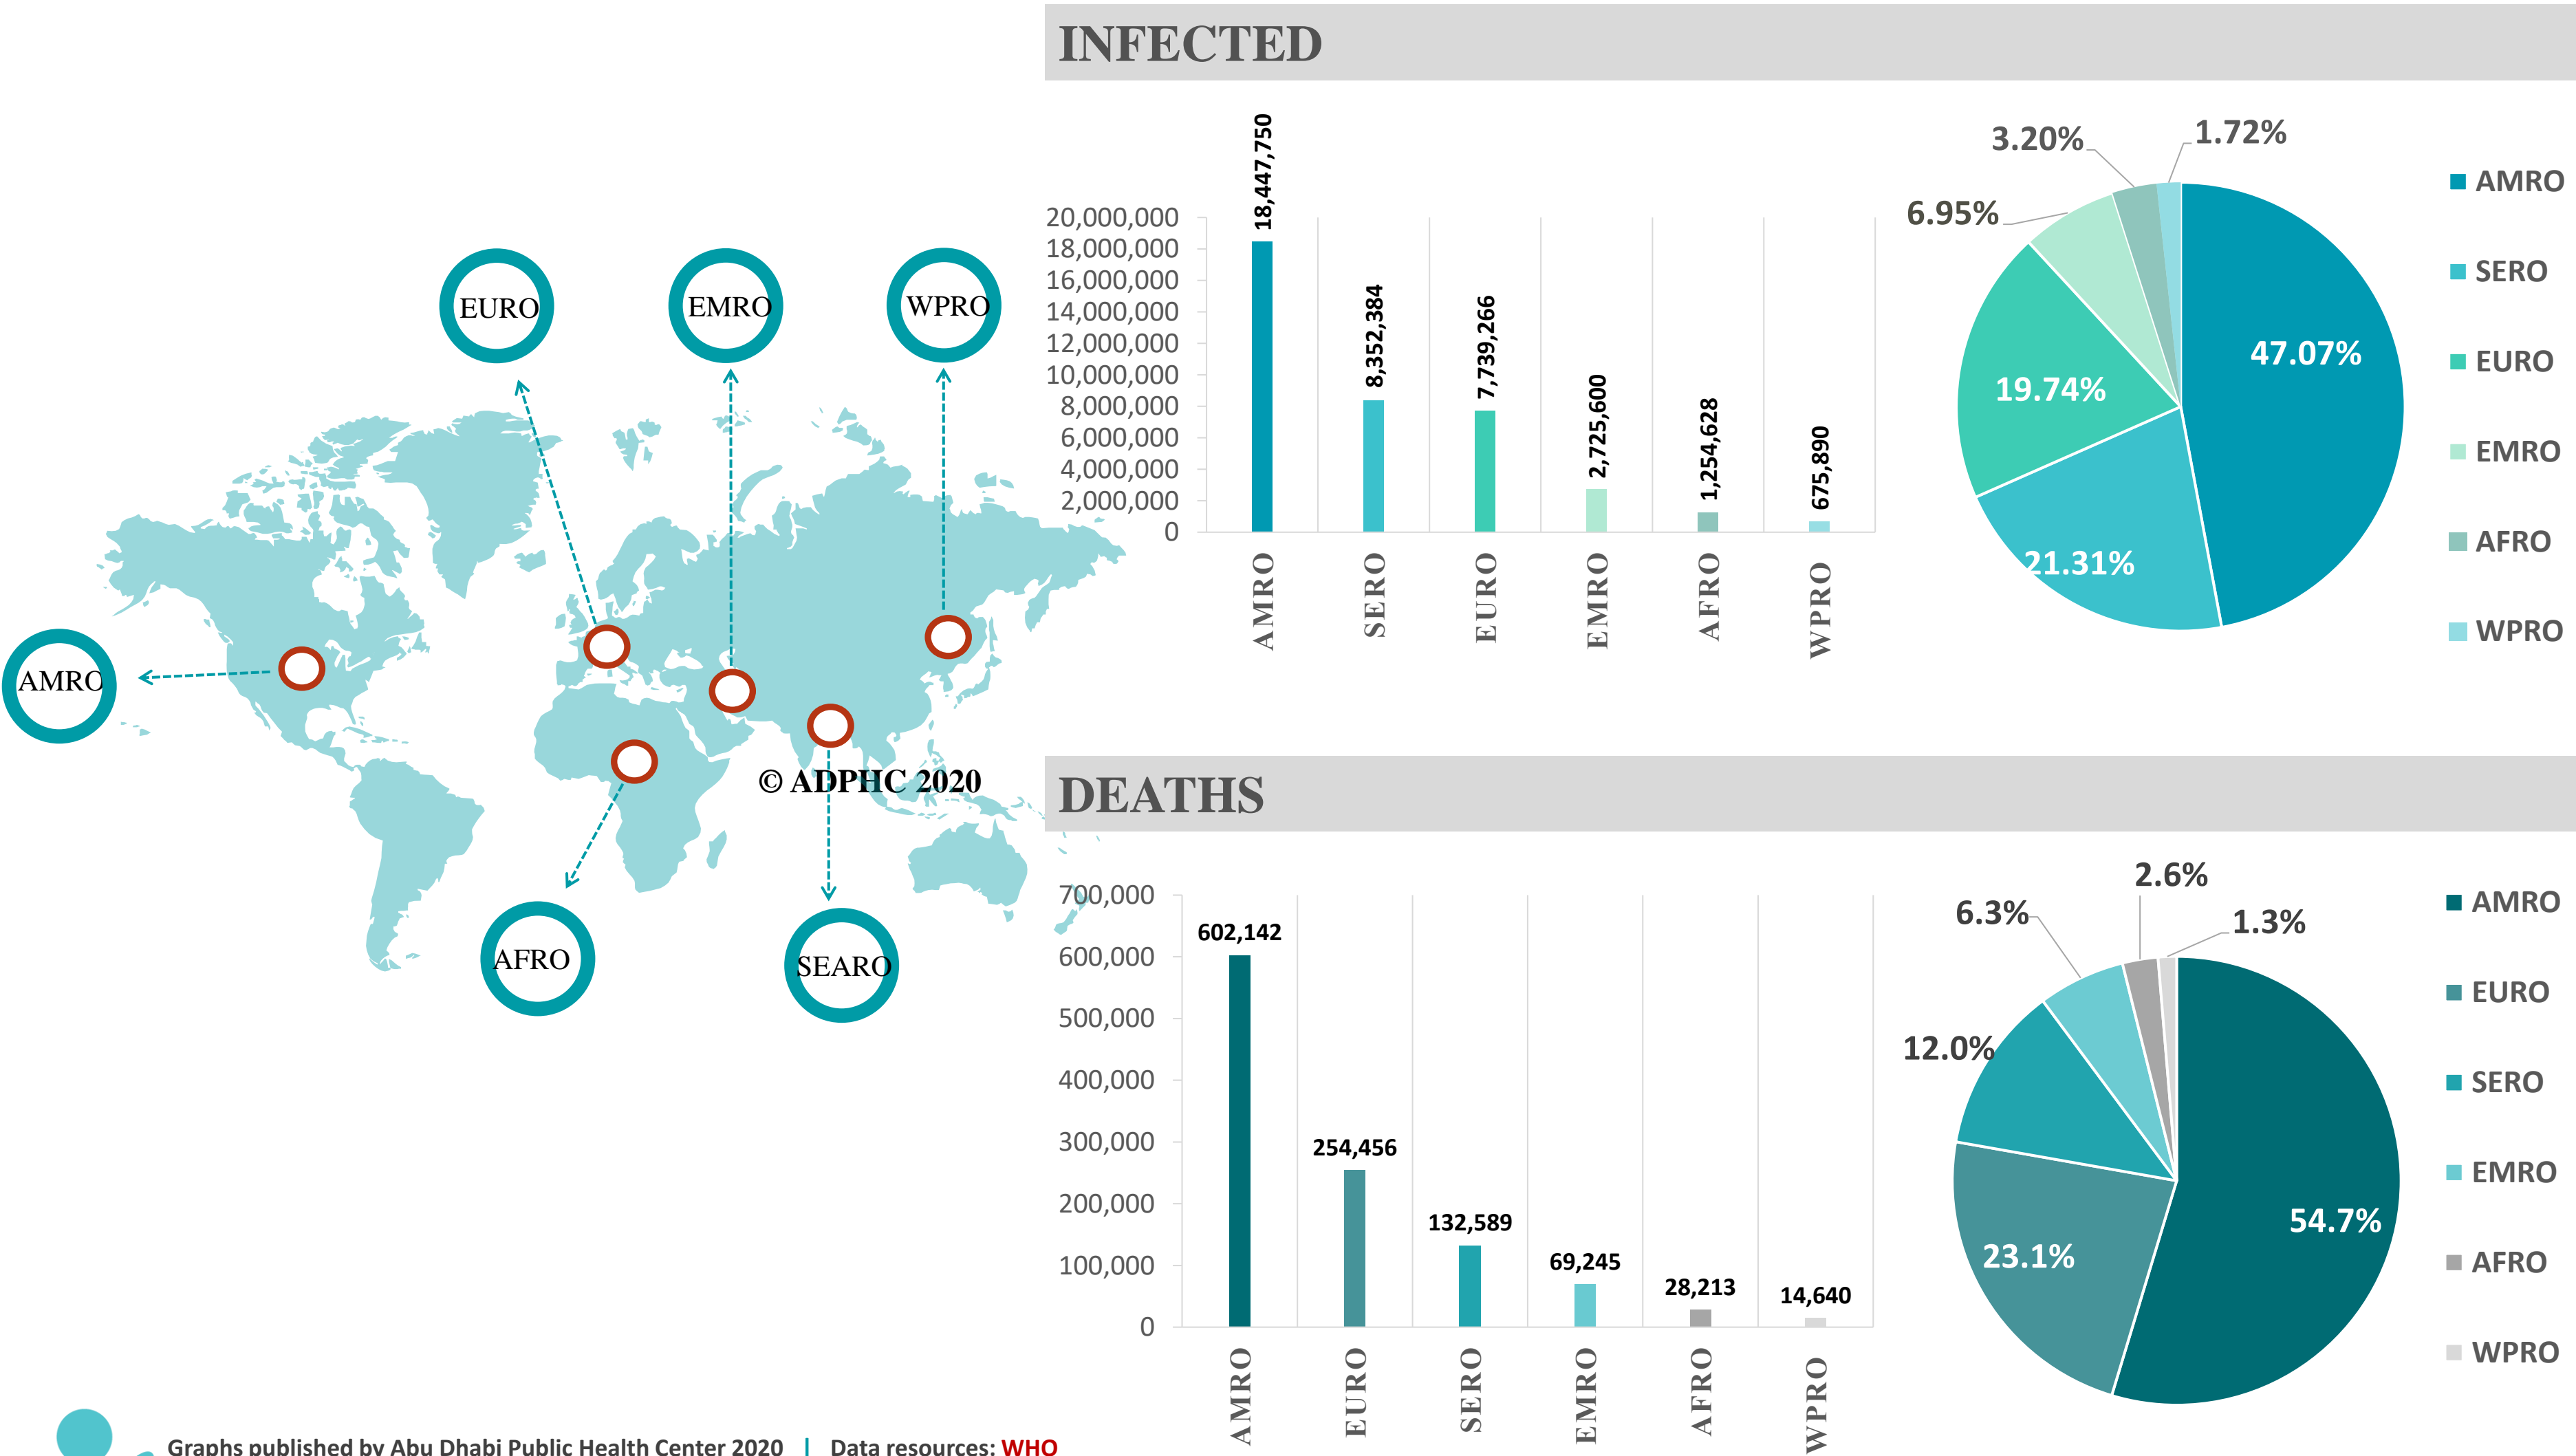 EURO
EMRO
WPRO
AMRO
AFRO
SEARO
© ADPHC 2020
INFECTED
20,000,000
18,000,000
16,000,000
14,000,000
12,000,000
10,000,000
8,000,000
6,000,000
4,000,000
2,000,000
0
18,447,750
8,352,384
7,739,266
2,725,600
1,254,628
675,890
AMRO
SERO
EURO
EMRO
AFRO
WPRO
3.20%
1.72%
6.95%
47.07%
19.74%
21.31%
AMRO
SERO
EURO
EMRO
AFRO
WPRO
DEATHS
700,000
600,000
500,000
400,000
300,000
200,000
100,000
0
602,142
254,456
132,589
69,245
28,213
14,640
AMRO
EURO
SERO
EMRO
AFRO
WPRO
2.6%
6.3%
1.3%
12.0%
54.7%
23.1%
AMRO
EURO
SERO
EMRO
AFRO
WPRO
Graphs published by Abu Dhabi Public Health Center 2020 | Data resources: WHO